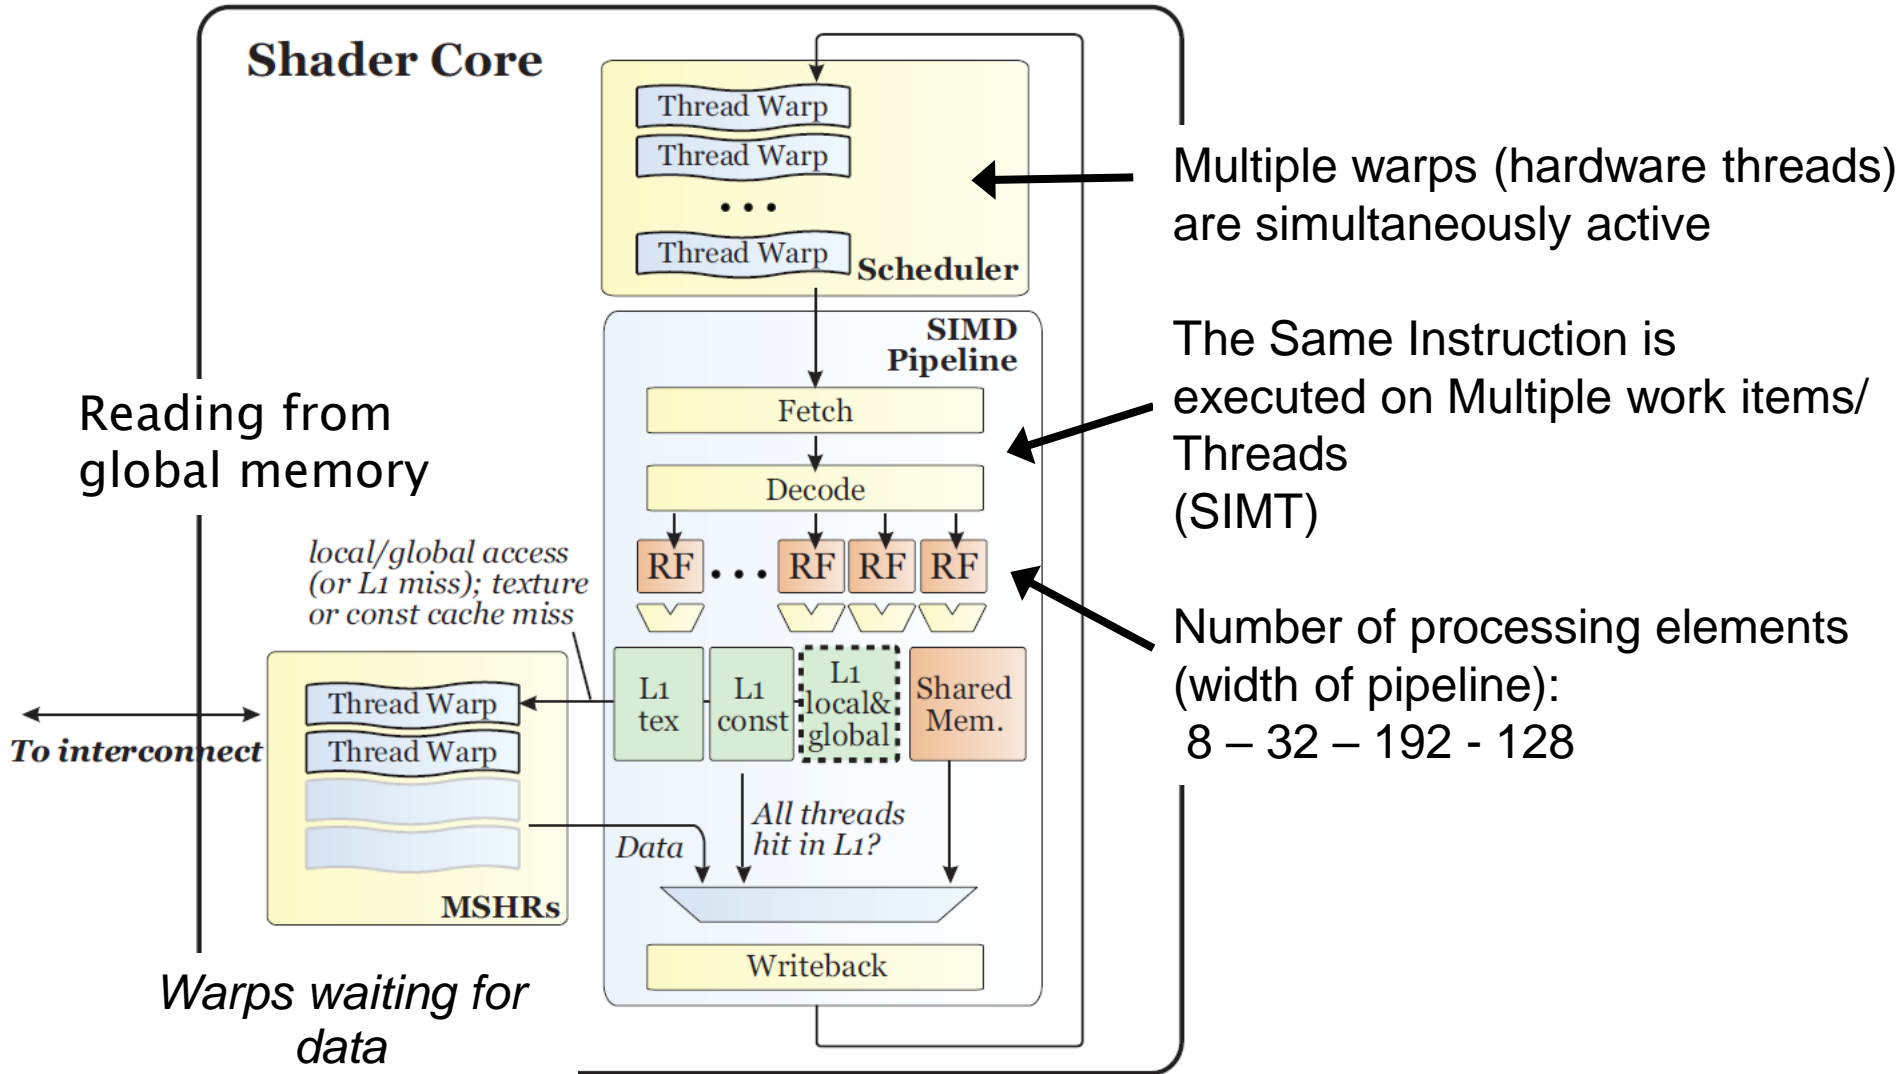 Shader Core
Thread Warp
Thread Warp
• • •
Thread Warp
Scheduler
Multiple warps (hardware threads)
are simultaneously active
SIMD
Pipeline
The Same Instruction is
executed on Multiple work items/
Threads
(SIMT)
Reading from
global memory
Fetch
Decode
local/global access
(or L1 miss); texture
or const cache miss
RF • • • RF RF RF
Number of processing elements
(width of pipeline):
8 – 32 – 192 - 128
L1
tex
L1
const
L1
local&
global
Shared
Mem.
Thread Warp
Thread Warp
To interconnect
All threads
hit in L1?
Data
MSHRs
Writeback
Warps waiting for
data